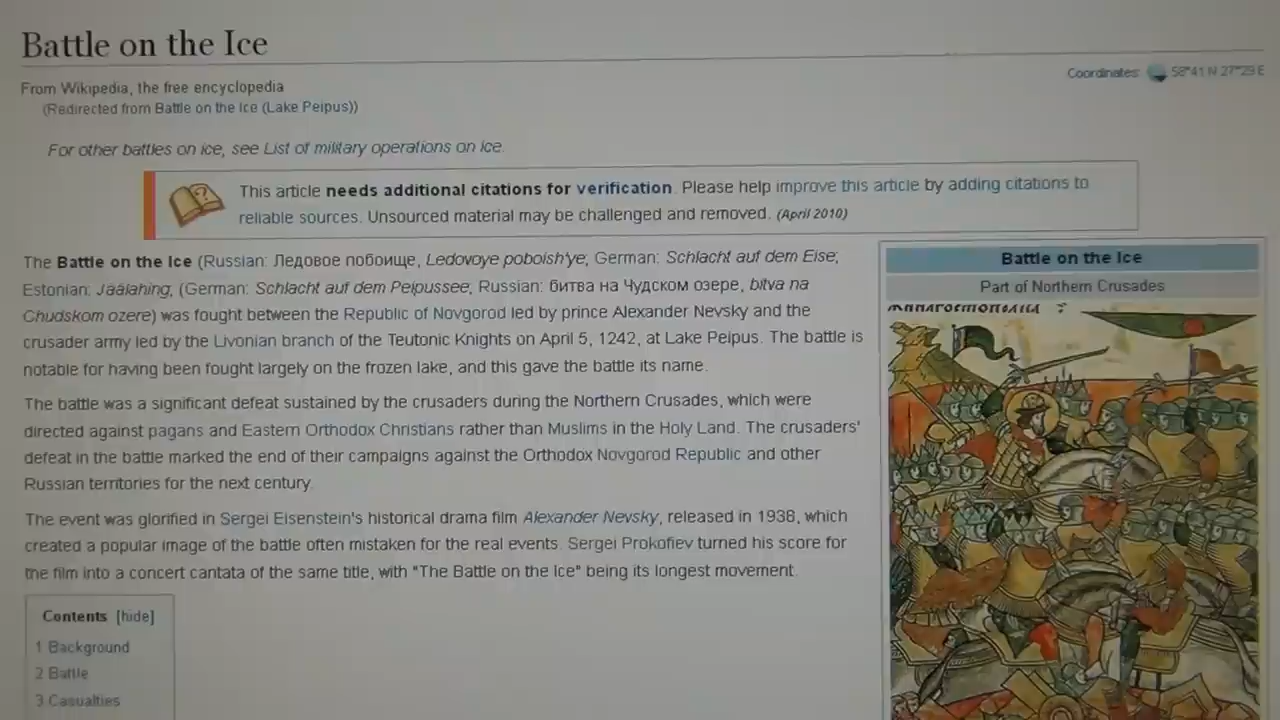 Battle on the Ice
Coordinates: 58°41′N 27°29′E
From Wikipedia, the free encyclopedia
(Redirected from Battle on the Ice (Lake Peipus))
For other battles on ice, see List of military operations on ice.
This article needs additional citations for verification. Please help improve this article by adding citations to
reliable sources. Unsourced material may be challenged and removed. (April 2010)
The Battle on the Ice (Russian: Ледовое побоище, Ledovoye poboish'ye; German: Schlacht auf dem Eise;
Estonian: Jäälahing; (German: Schlacht auf dem Peipussee; Russian: битва на Чудском озере, bitva na
Chudskom ozere) was fought between the Republic of Novgorod led by prince Alexander Nevsky and the
crusader army led by the Livonian branch of the Teutonic Knights on April 5, 1242, at Lake Peipus. The battle is
notable for having been fought largely on the frozen lake, and this gave the battle its name.
The battle was a significant defeat sustained by the crusaders during the Northern Crusades, which were
directed against pagans and Eastern Orthodox Christians rather than Muslims in the Holy Land. The crusaders'
defeat in the battle marked the end of their campaigns against the Orthodox Novgorod Republic and other
Russian territories for the next century.
The event was glorified in Sergei Eisenstein's historical drama film Alexander Nevsky, released in 1938, which
created a popular image of the battle often mistaken for the real events. Sergei Prokofiev turned his score for
the film into a concert cantata of the same title, with "The Battle on the Ice" being its longest movement.
Contents [hide]
1 Background
2 Battle
3 Casualties
Battle on the Ice
Part of Northern Crusades